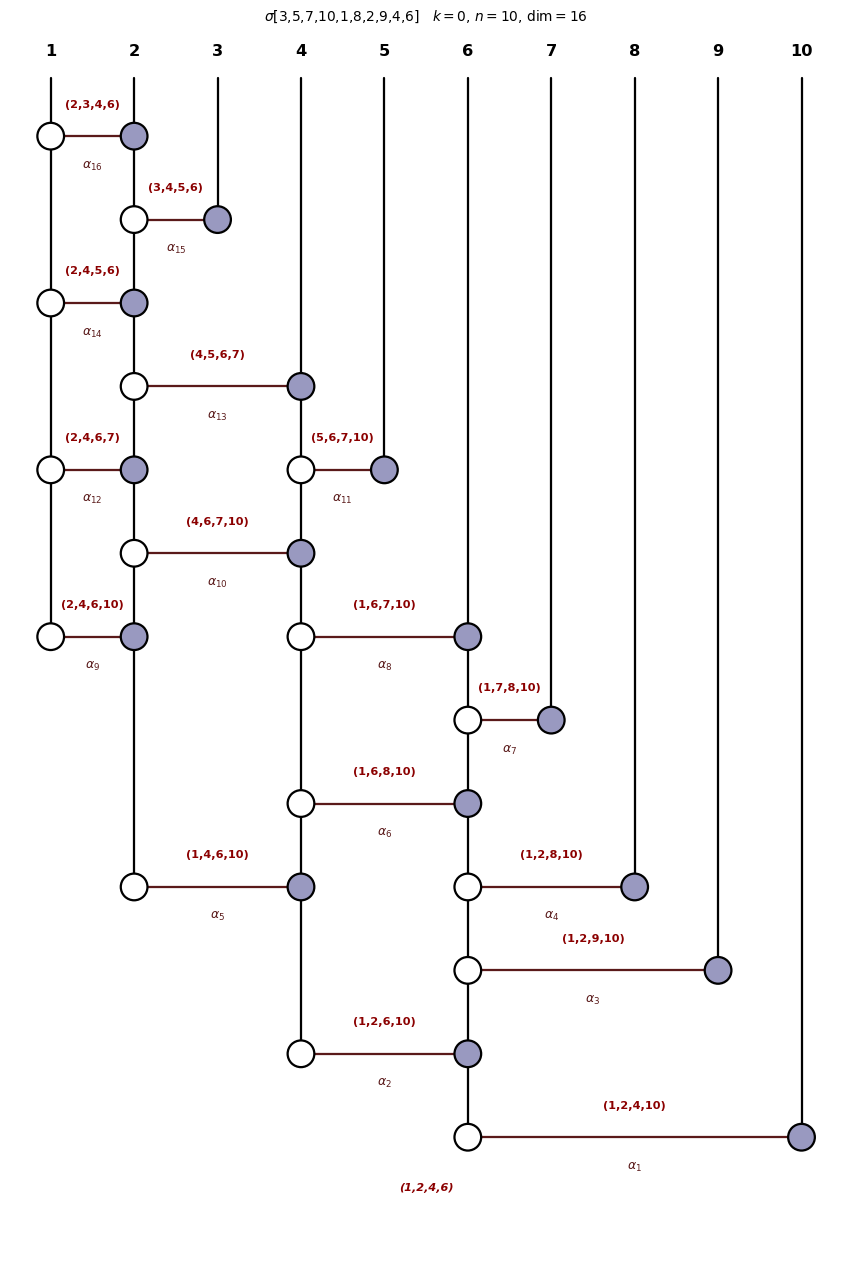 σ[3,5,7,10,1,8,2,9,4,6]   k=0, n=10, dim=16
1 2 3 4 5 6 7 8 9 10
(2,3,4,6)
α₁₆
(3,4,5,6)
α₁₅
(2,4,5,6)
α₁₄
(4,5,6,7)
α₁₃
(2,4,6,7) (5,6,7,10)
α₁₂ α₁₁
(4,6,7,10)
α₁₀
(2,4,6,10) (1,6,7,10)
α₉ α₈
(1,7,8,10)
α₇
(1,6,8,10)
α₆
(1,4,6,10) (1,2,8,10)
α₅ α₄
(1,2,9,10)
α₃
(1,2,6,10)
α₂
(1,2,4,10)
α₁
(1,2,4,6)